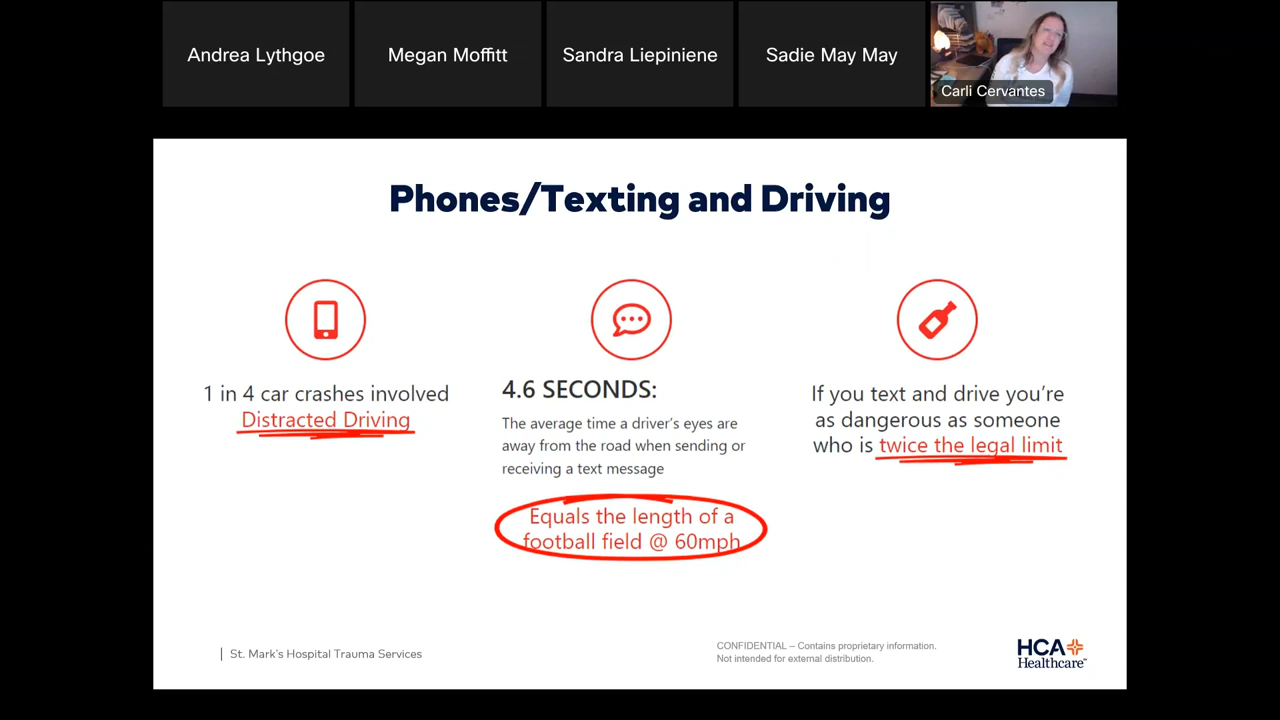 Andrea Lythgoe
Megan Moffitt
Sandra Liepiniene
Sadie May May
Carli Cervantes
Phones/Texting and Driving
1 in 4 car crashes involved
Distracted Driving
4.6 SECONDS:
The average time a driver's eyes are
away from the road when sending or
receiving a text message
Equals the length of a
football field @ 60mph
If you text and drive you're
as dangerous as someone
who is twice the legal limit
| St. Mark's Hospital Trauma Services
CONFIDENTIAL – Contains proprietary information.
Not intended for external distribution.
HCA
Healthcare™